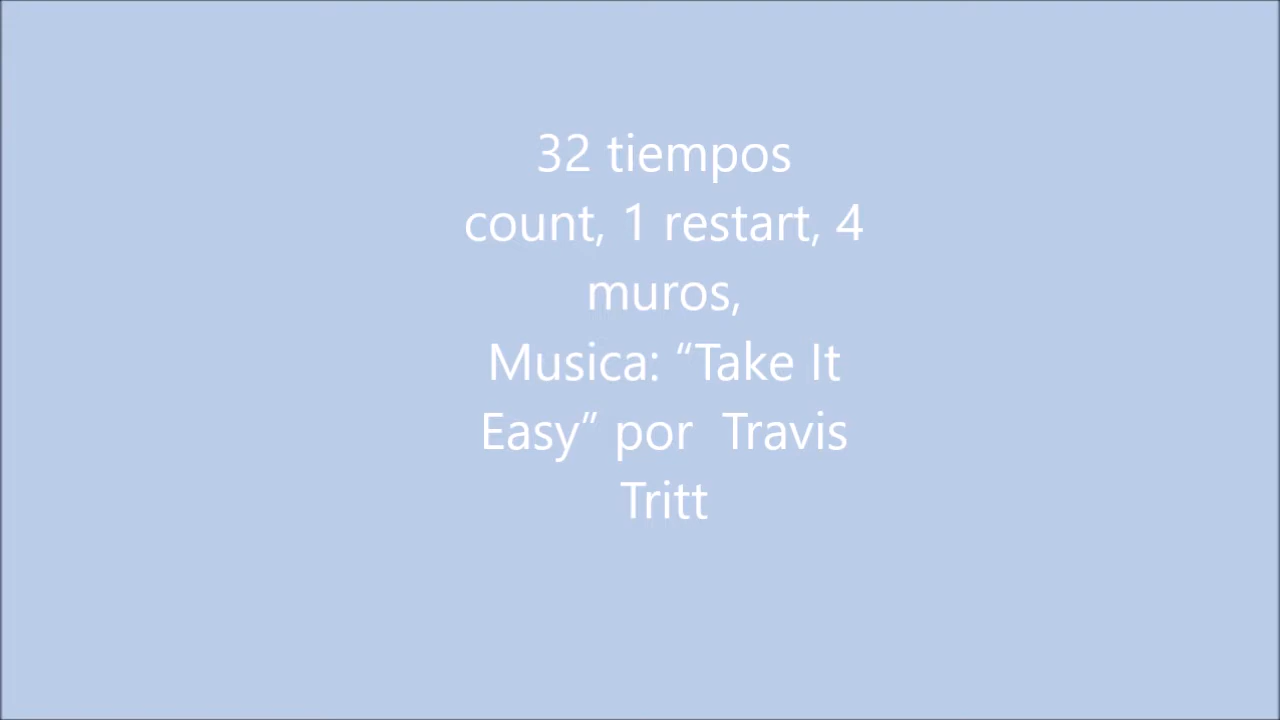 32 tiempos
count, 1 restart, 4
muros,
Musica: “Take It
Easy” por  Travis
Tritt